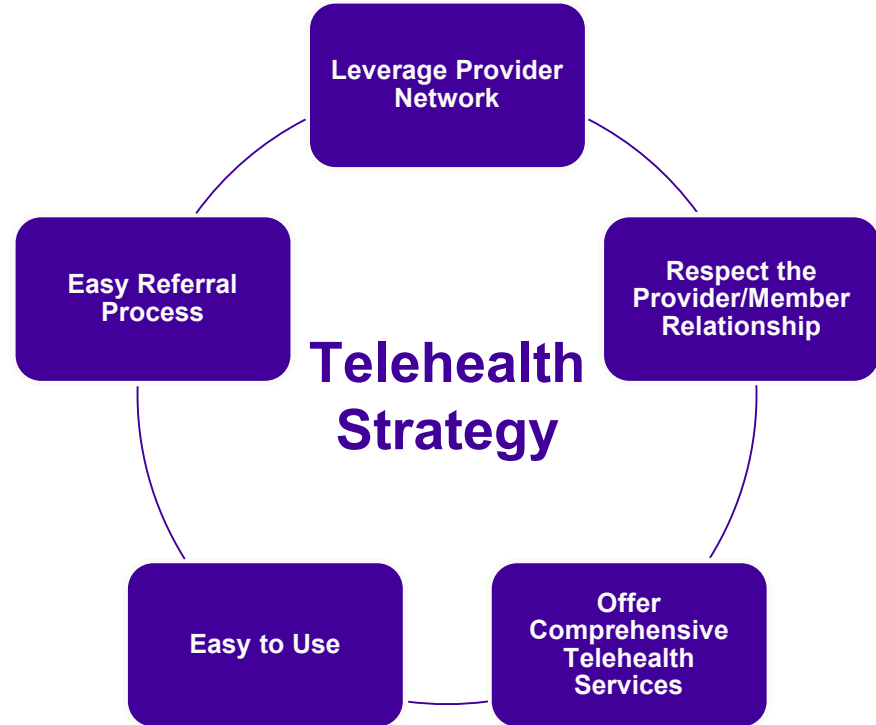 Leverage Provider
Network
Respect the
Provider/Member
Relationship
Offer
Comprehensive
Telehealth
Services
Easy to Use
Easy Referral
Process
Telehealth
Strategy